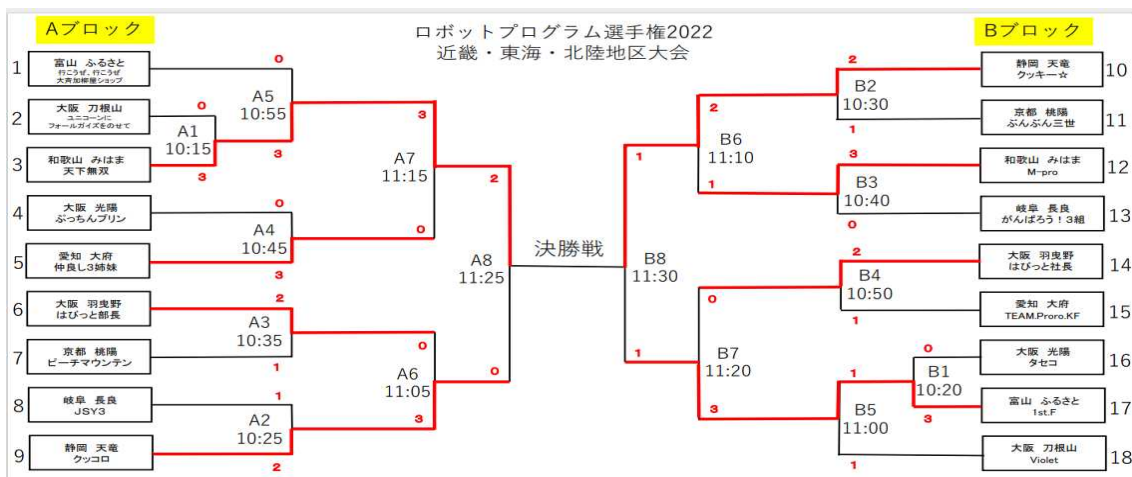 Aブロック
ロボットプログラム選手権2022
近畿・東海・北陸地区大会
Bブロック
1
富山 ふるさと
行こうぜ、行こうぜ
大斉加柳屋ショップ
2
大阪 刀根山
ユニコーンに
フォールガイズをのせて
3
和歌山 みはま
天下無双
4
大阪 光陽
ぷっちんプリン
5
愛知 大府
仲良し3姉妹
6
大阪 羽曳野
はびっと部長
7
京都 桃陽
ピーチマウンテン
8
岐阜 長良
JSY3
9
静岡 天竜
クッコロ
0
A5
10:55
3
0
A1
10:15
3
0
A4
10:45
3
2
A3
10:35
1
1
A2
10:25
2
3
A7
11:15
0
0
A6
11:05
3
2
A8
11:25
0
決勝戦
1
B8
11:30
1
2
B6
11:10
1
0
B7
11:20
3
2
B2
10:30
1
3
B3
10:40
0
2
B4
10:50
1
1
B5
11:00
1
0
B1
10:20
3
静岡 天竜
クッキー☆
10
京都 桃陽
ぶんぶん三世
11
和歌山 みはま
M-pro
12
岐阜 長良
がんばろう！3組
13
大阪 羽曳野
はびっと社長
14
愛知 大府
TEAM.Proro.KF
15
大阪 光陽
タセコ
16
富山 ふるさと
1st.F
17
大阪 刀根山
Violet
18